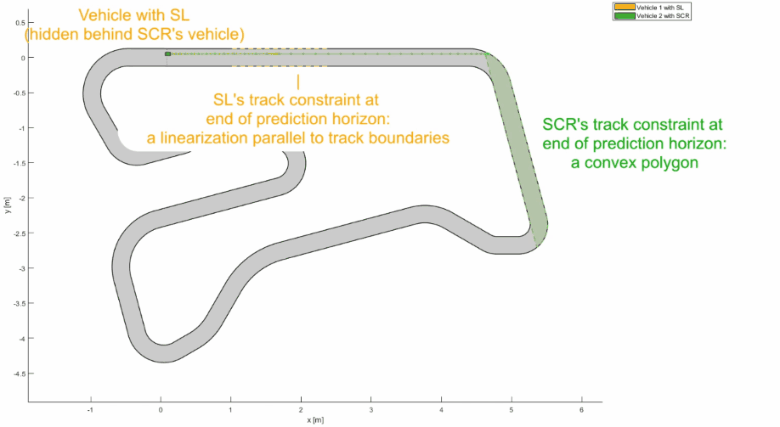 Vehicle with SL
(hidden behind SCR's vehicle)
Vehicle 1 with SL
Vehicle 2 with SCR
SL's track constraint at
end of prediction horizon:
a linearization parallel to track boundaries
SCR's track constraint at
end of prediction horizon:
a convex polygon
y [m]
0.5
0
-0.5
-1
-1.5
-2
-2.5
-3
-3.5
-4
-4.5
-1
0
1
2
3
4
5
6
x [m]